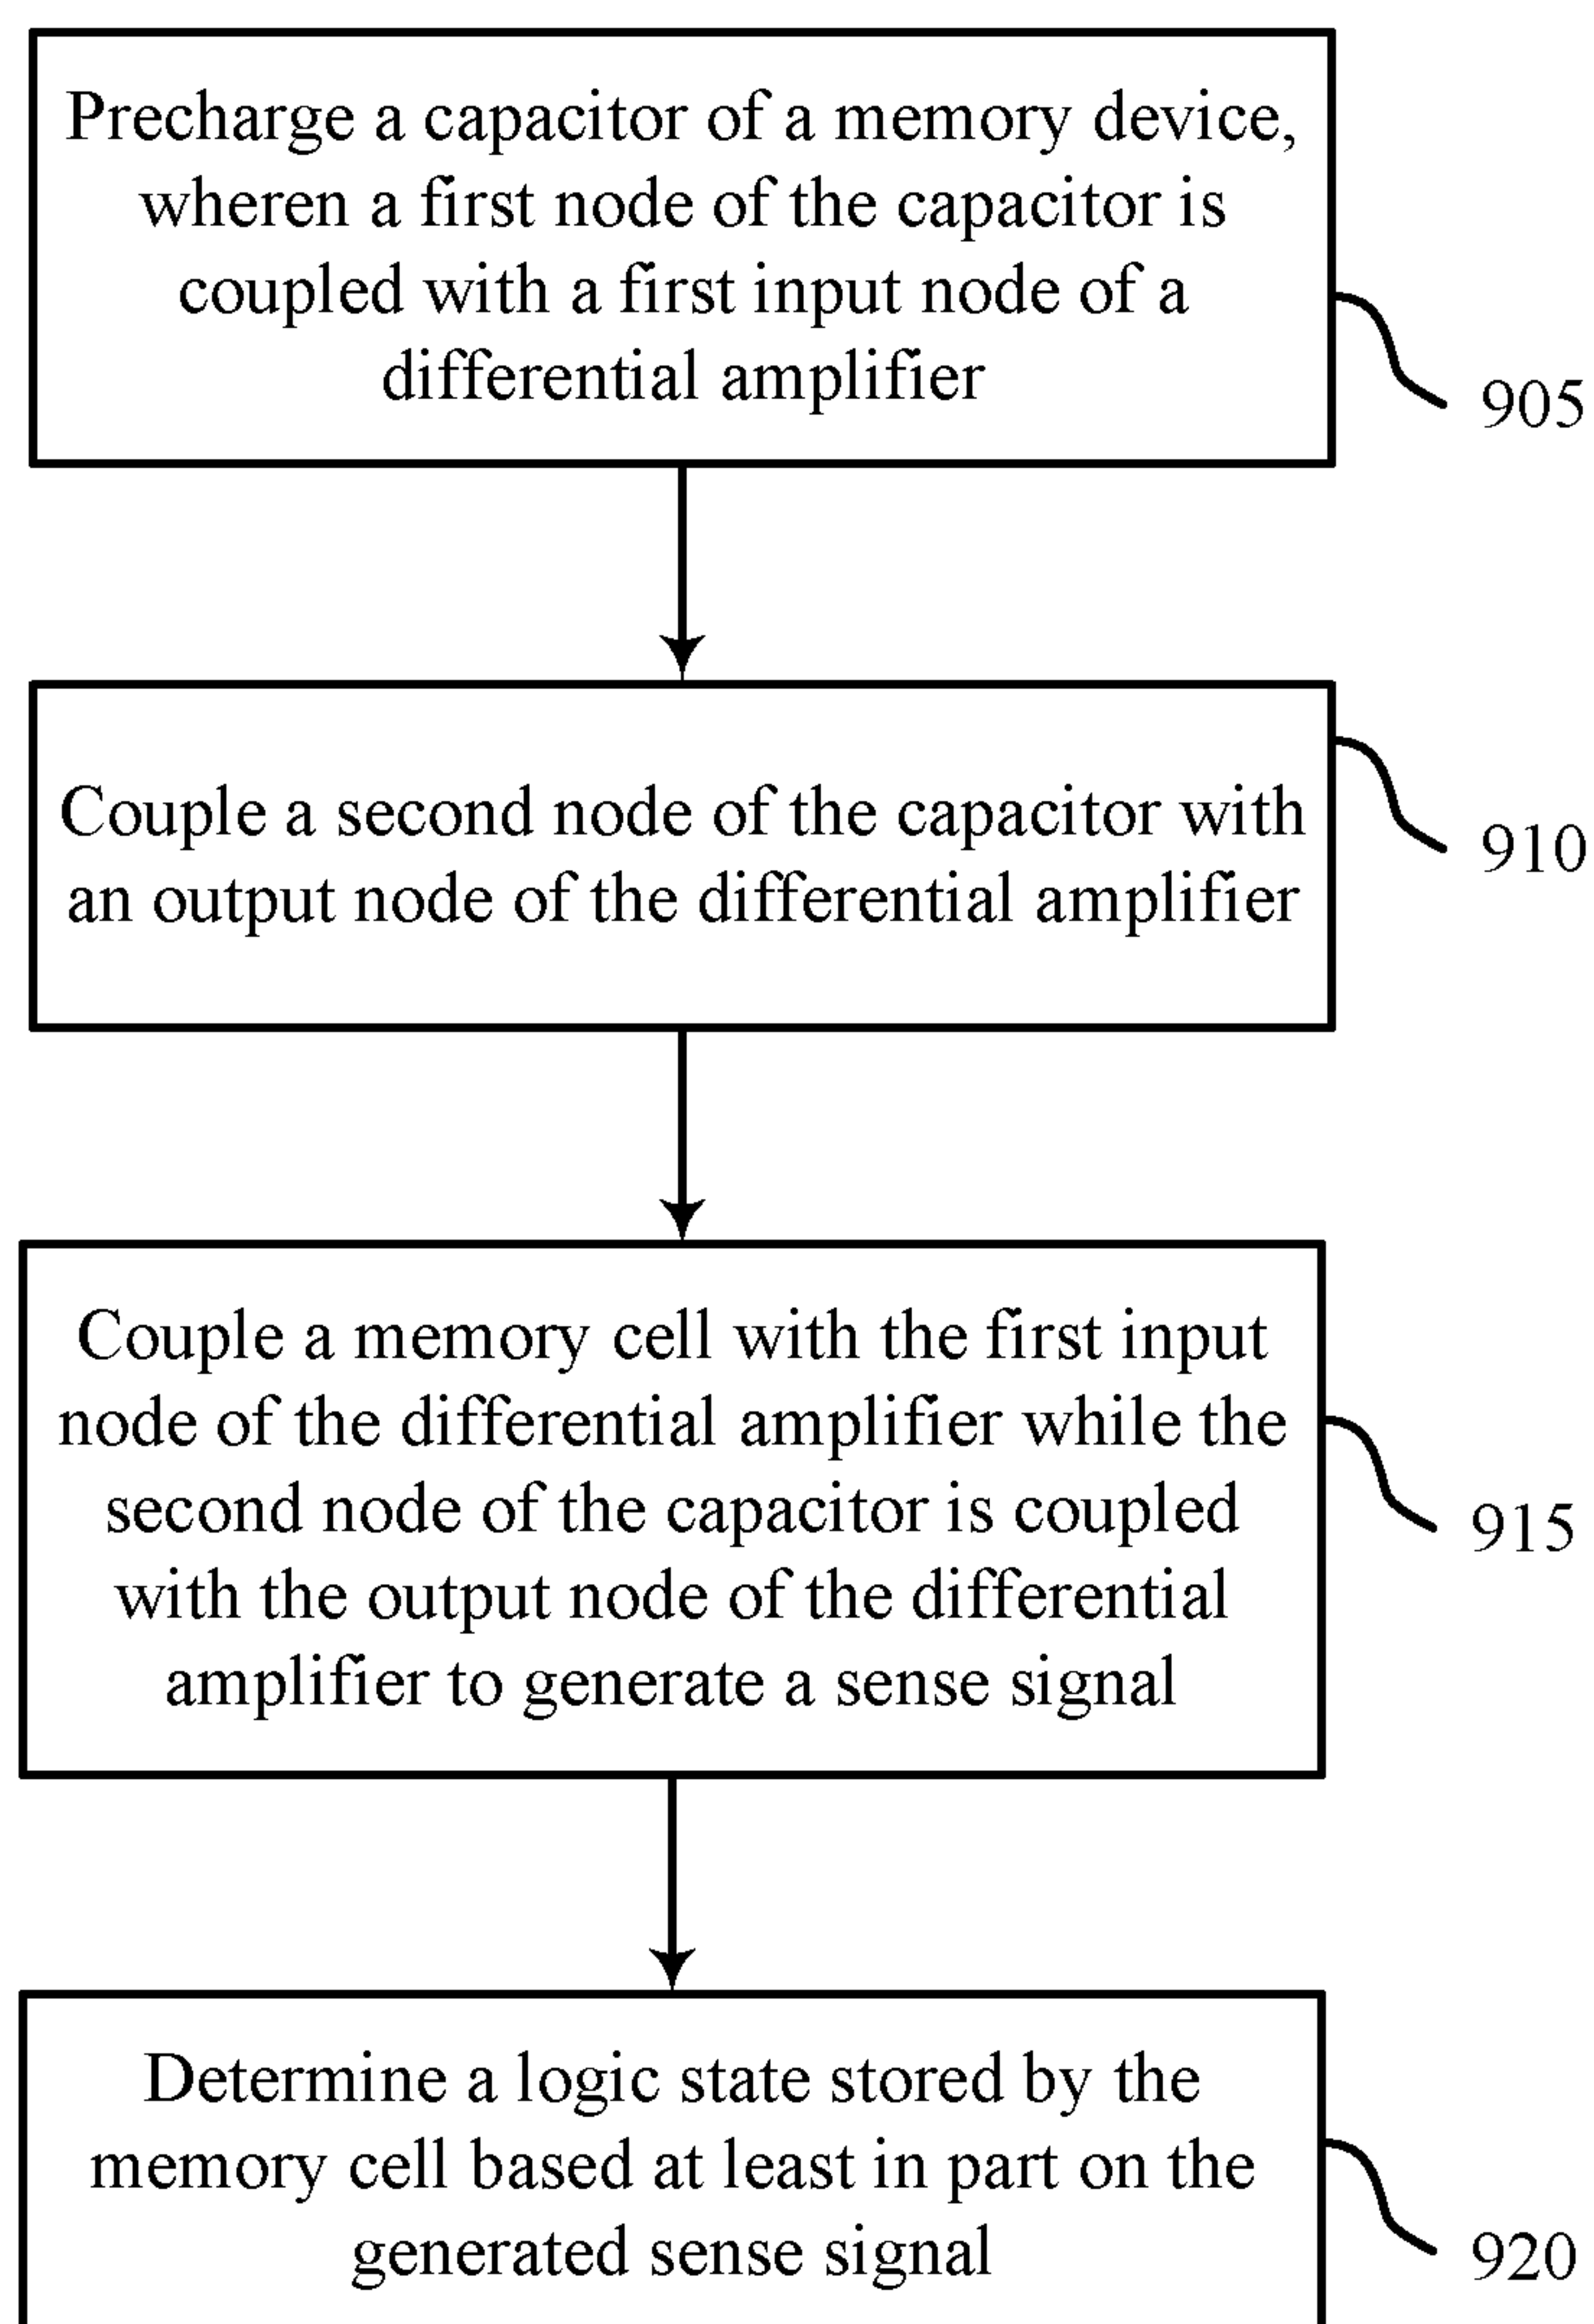 Precharge a capacitor of a memory device,
wheren a first node of the capacitor is
coupled with a first input node of a
differential amplifier
905
Couple a second node of the capacitor with
an output node of the differential amplifier
910
Couple a memory cell with the first input
node of the differential amplifier while the
second node of the capacitor is coupled
with the output node of the differential
amplifier to generate a sense signal
915
Determine a logic state stored by the
memory cell based at least in part on the
generated sense signal
920